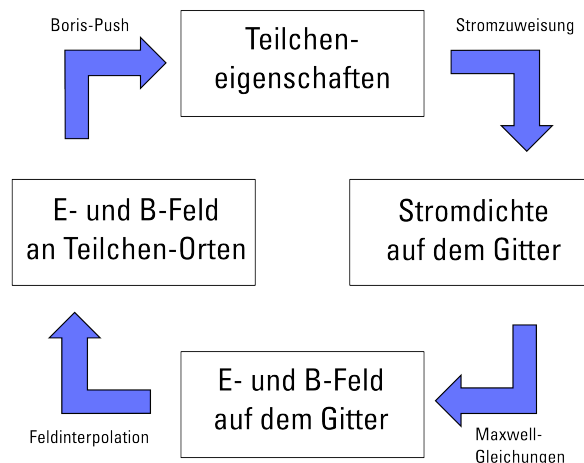 Boris-Push
Teilchen-
eigenschaften
Stromzuweisung
E- und B-Feld
an Teilchen-Orten
Stromdichte
auf dem Gitter
E- und B-Feld
auf dem Gitter
Feldinterpolation
Maxwell-
Gleichungen